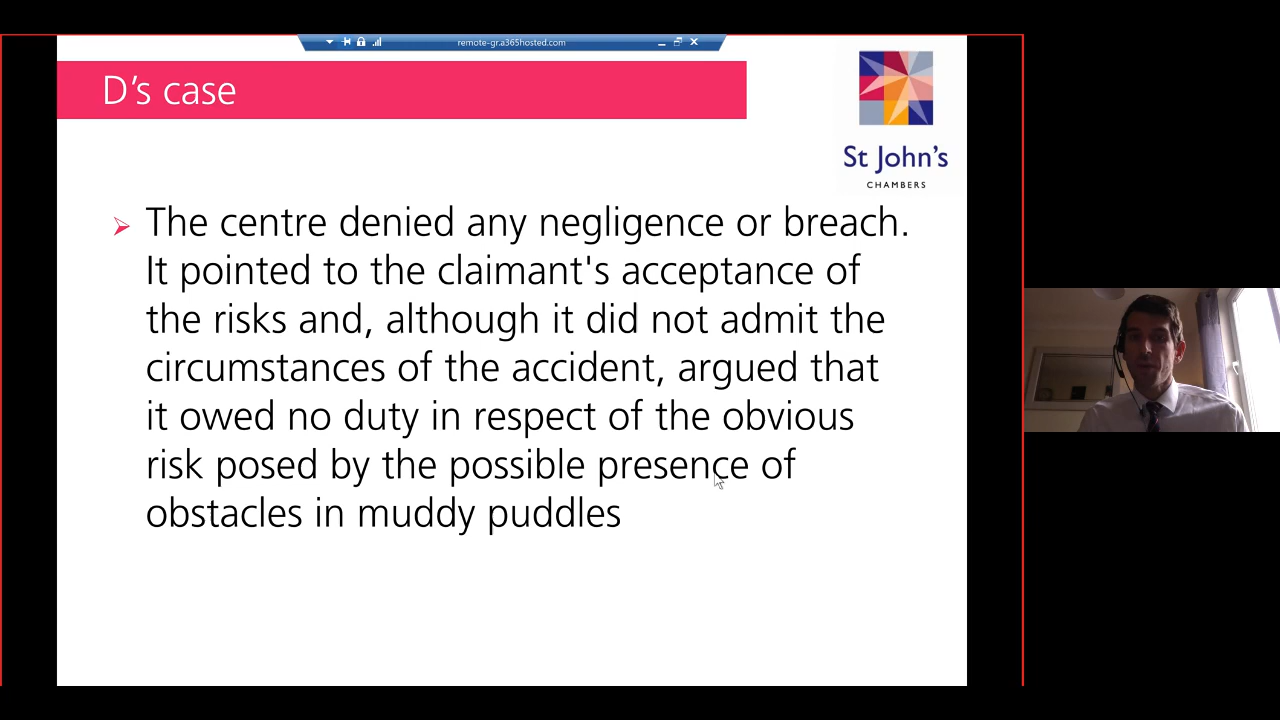 remote-gr.a365hosted.com
D's case
St John's
CHAMBERS
The centre denied any negligence or breach.
It pointed to the claimant's acceptance of
the risks and, although it did not admit the
circumstances of the accident, argued that
it owed no duty in respect of the obvious
risk posed by the possible presence of
obstacles in muddy puddles